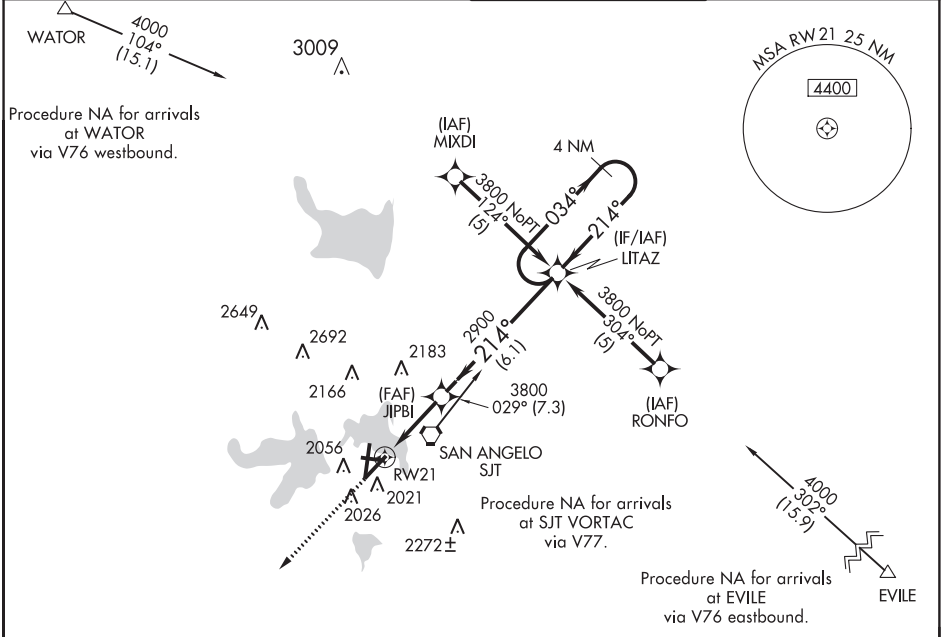 WATOR
4000
104°
(15.1)
Procedure NA for arrivals
at WATOR
via V76 westbound.
3009
MSA RW21 25 NM
4400
(IAF)
MIXDI
3800 NoPT
124°
(5)
4 NM
034°
214°
(IF/IAF)
LITAZ
3800 NoPT
304°
(5)
(IAF)
RONFO
2900
214°
(6.1)
2649
2692
2166
2183
(FAF)
JIPBI
3800
029° (7.3)
SAN ANGELO
SJT
2056
RW21
2021
2026
2272±
Procedure NA for arrivals
at SJT VORTAC
via V77.
4000
302°
(15.9)
EVILE
Procedure NA for arrivals
at EVILE
via V76 eastbound.